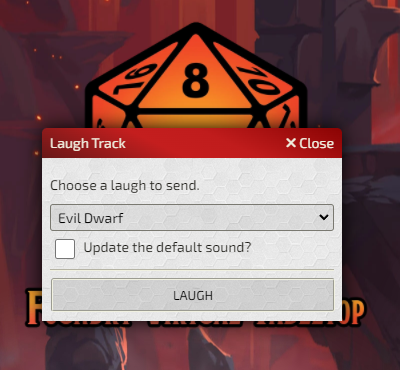 8
Laugh Track
Close
Choose a laugh to send.
Evil Dwarf
Update the default sound?
LAUGH